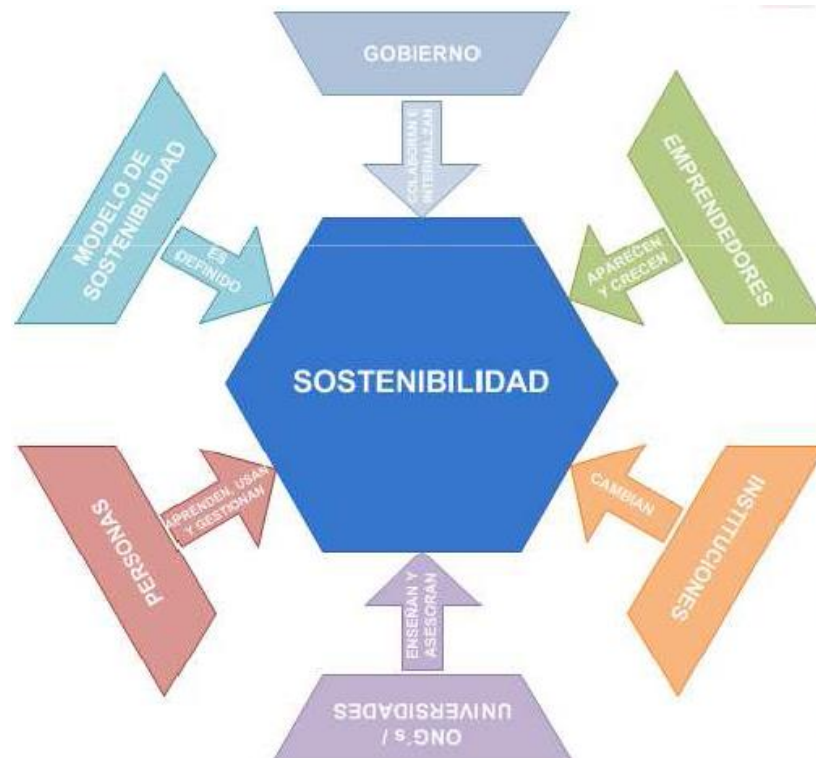 GOBIERNO
COLABORAN E
INTERNALIZAN
EMPRENDEDORES
APARECEN
Y CRECEN
INSTITUCIONES
CAMBIAN
ONG´s /
UNIVERSIDADES
ENSEÑAN Y
ASESORAN
PERSONAS
APRENDEN, USAN
Y GESTIONAN
MODELO DE
SOSTENIBILIDAD
ES
DEFINIDO
SOSTENIBILIDAD